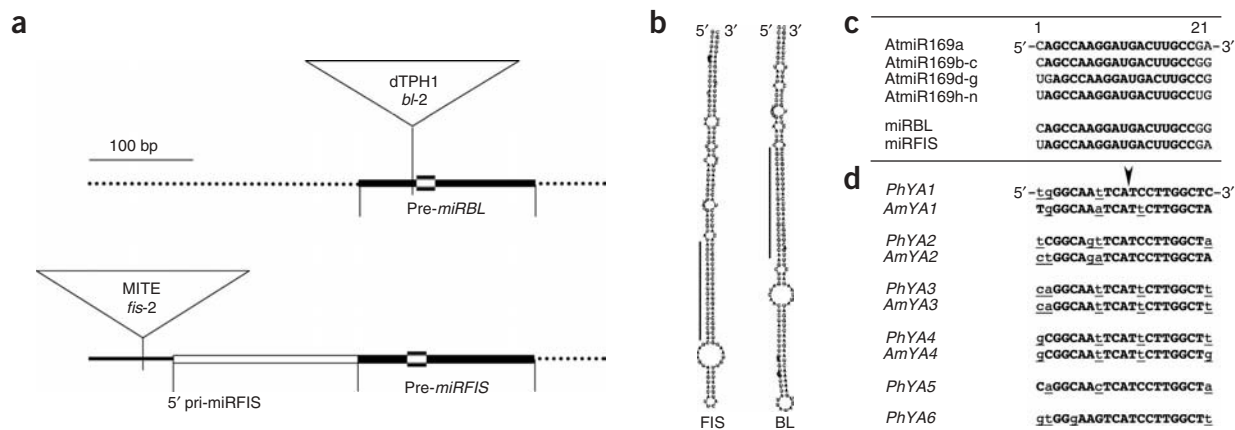 a
dTPH1
bl-2
100 bp
Pre-miRBL
MITE
fis-2
5′ pri-miRFIS
Pre-miRFIS
b
5′ 3′ 5′ 3′
FIS BL
c
1 21
AtmiR169a 5′–CAGCCAAGGAUGACUUGCCGA–3′
AtmiR169b-c CAGCCAAGGAUGACUUGCCGG
AtmiR169d-g UGAGCCAAGGAUGACUUGCCG
AtmiR169h-n UAGCCAAGGAUGACUUGCCUG
miRBL CAGCCAAGGAUGACUUGCCGG
miRFIS UAGCCAAGGAUGACUUGCCGA
d
PhYA1 5′–tgGGCAAtTCATCCTTGGCTC–3′
AmYA1 TgGGCAAaTCATtCTTGGCTA
PhYA2 tCGGCAgtTCATCCTTGGCTa
AmYA2 ctGGCAgaTCATCCTTGGCTA
PhYA3 caGGCAAtTCATtCTTGGCTt
AmYA3 caGGCAAtTCATtCTTGGCTt
PhYA4 gCGGCAAtTCATtCTTGGCTt
AmYA4 gCGGCAAtTCATtCTTGGCTg
PhYA5 CaGGCAAcTCATCCTTGGCTa
PhYA6 gtGGgAAGTCATCCTTGGCTt